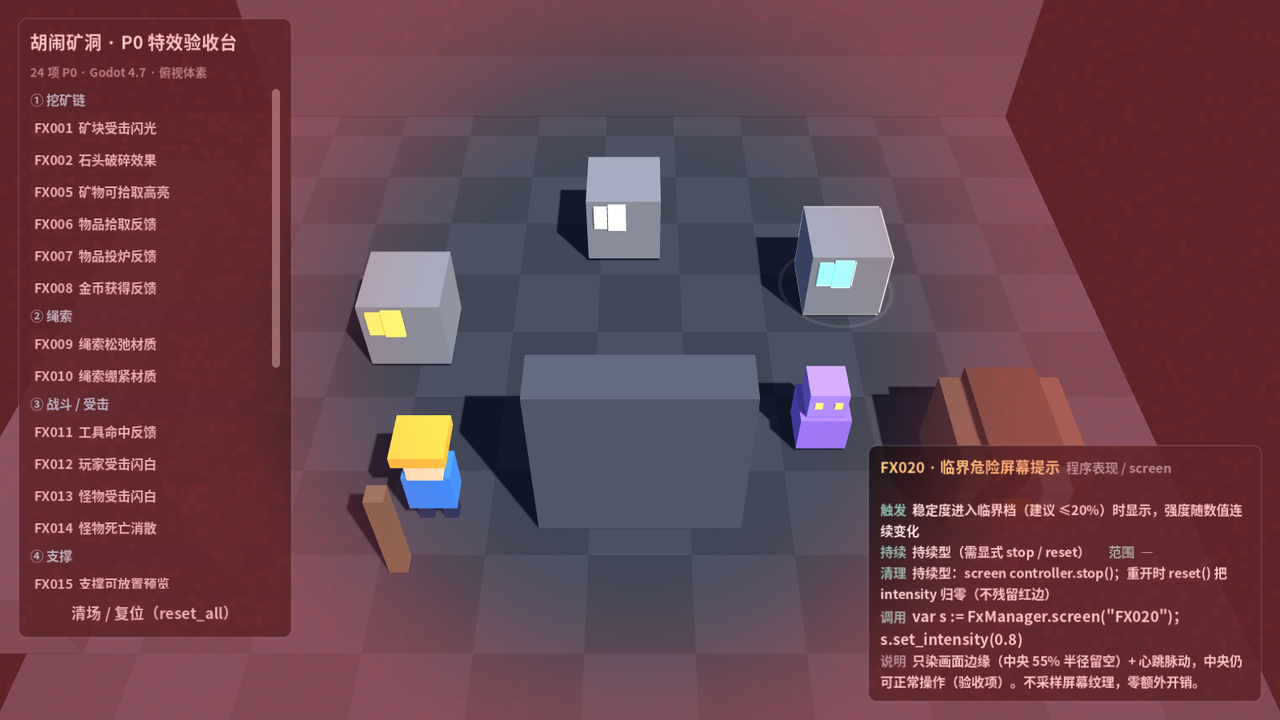 胡闹矿洞 · P0 特效验收台
24 项 P0 · Godot 4.7 · 俯视体素
① 挖矿链
FX001 矿块受击闪光
FX002 石头破碎效果
FX005 矿物可拾取高亮
FX006 物品拾取反馈
FX007 物品投炉反馈
FX008 金币获得反馈
② 绳索
FX009 绳索松弛材质
FX010 绳索绷紧材质
③ 战斗 / 受击
FX011 工具命中反馈
FX012 玩家受击闪白
FX013 怪物受击闪白
FX014 怪物死亡消散
④ 支撑
FX015 支撑可放置预览
清场 / 复位（reset_all）
FX020 · 临界危险屏幕提示 程序表现 / screen
触发 稳定度进入临界档（建议 ≤20%）时显示，强度随数值连
续变化
持续 持续型（需显式 stop / reset） 范围 —
清理 持续型：screen controller.stop()；重开时 reset() 把
intensity 归零（不残留红边）
调用 var s := FxManager.screen("FX020");
s.set_intensity(0.8)
说明 只染画面边缘（中央 55% 半径留空）+ 心跳脉动，中央仍
可正常操作（验收项）。不采样屏幕纹理，零额外开销。